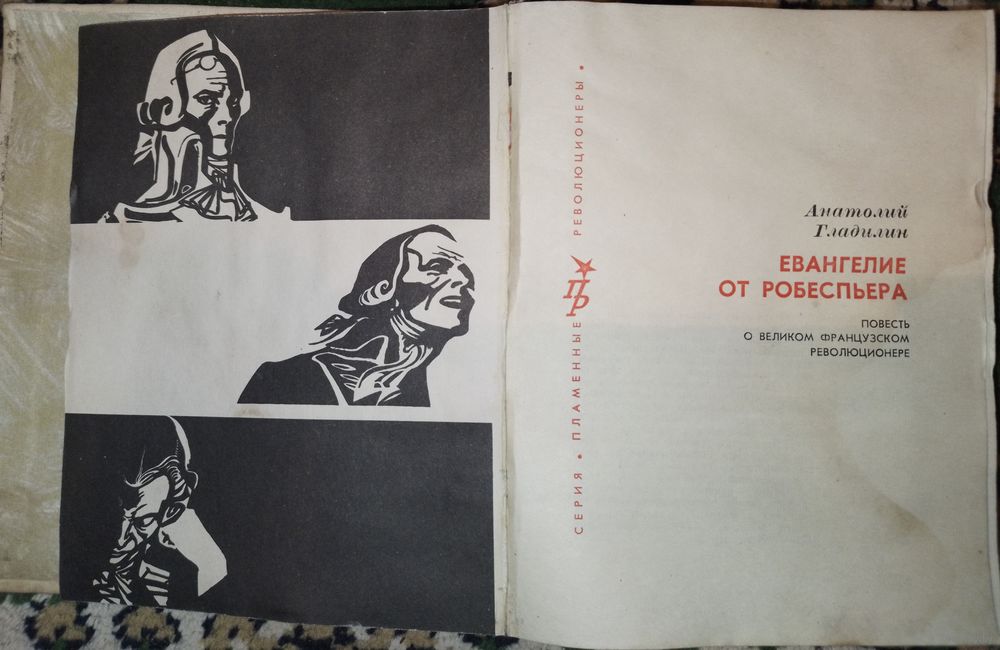 СЕРИЯ • ПЛАМЕННЫЕ ПР РЕВОЛЮЦИОНЕРЫ •
Анатолий
Гладилин
ЕВАНГЕЛИЕ
ОТ РОБЕСПЬЕРА
ПОВЕСТЬ
О ВЕЛИКОМ ФРАНЦУЗСКОМ
РЕВОЛЮЦИОНЕРЕ